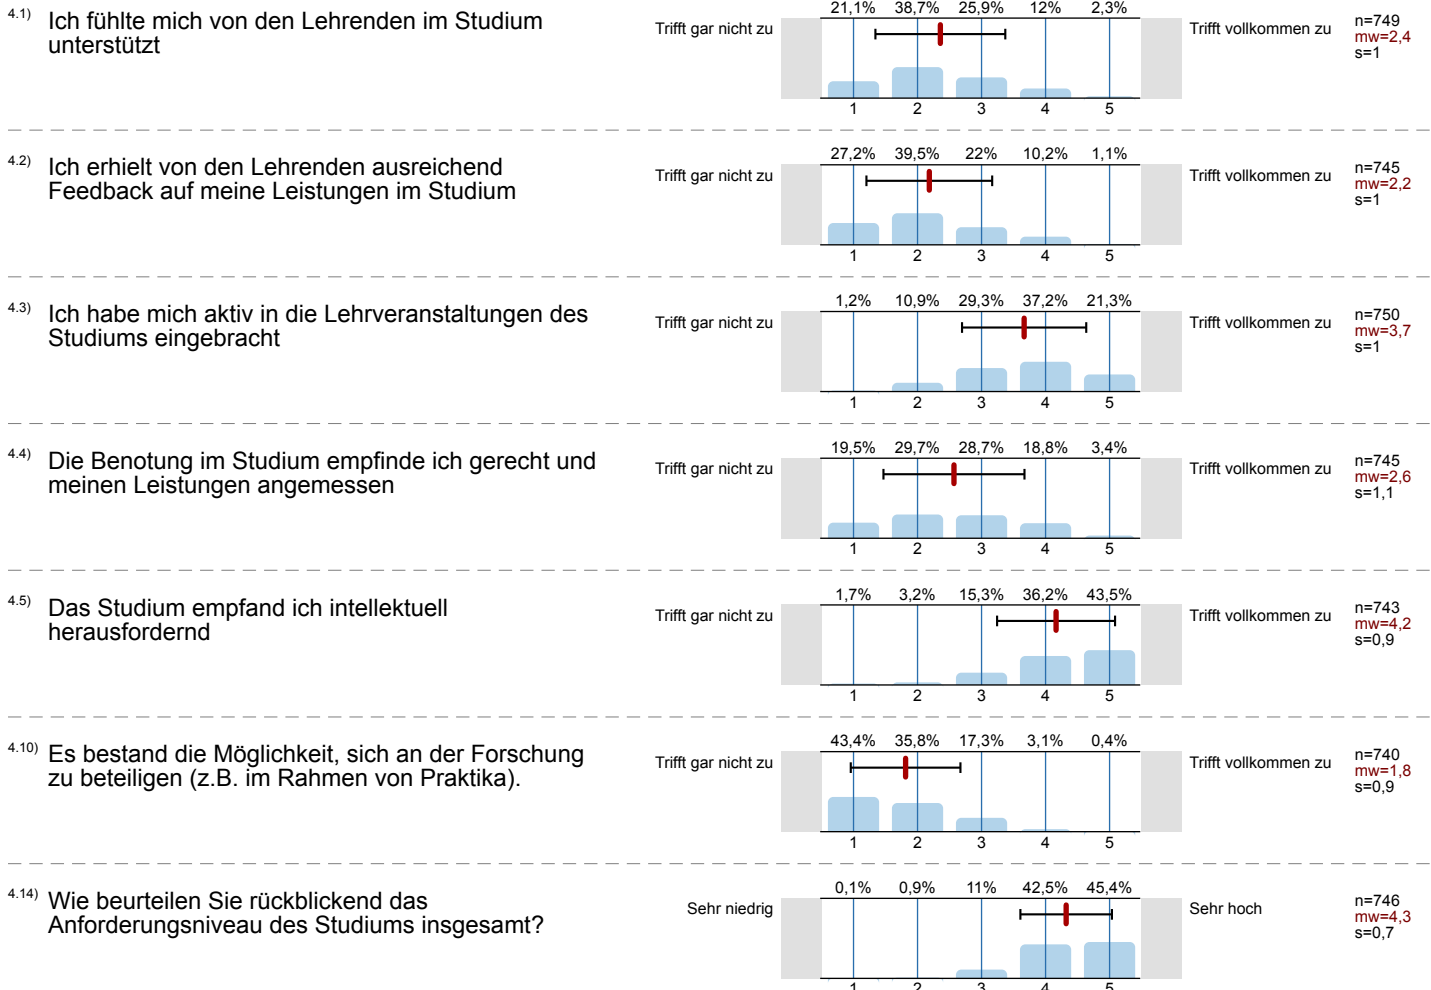 4.1) Ich fühlte mich von den Lehrenden im Studium
unterstützt
Trifft gar nicht zu
21,1% 38,7% 25,9% 12% 2,3%
1 2 3 4 5
Trifft vollkommen zu
n=749
mw=2,4
s=1
4.2) Ich erhielt von den Lehrenden ausreichend
Feedback auf meine Leistungen im Studium
Trifft gar nicht zu
27,2% 39,5% 22% 10,2% 1,1%
1 2 3 4 5
Trifft vollkommen zu
n=745
mw=2,2
s=1
4.3) Ich habe mich aktiv in die Lehrveranstaltungen des
Studiums eingebracht
Trifft gar nicht zu
1,2% 10,9% 29,3% 37,2% 21,3%
1 2 3 4 5
Trifft vollkommen zu
n=750
mw=3,7
s=1
4.4) Die Benotung im Studium empfinde ich gerecht und
meinen Leistungen angemessen
Trifft gar nicht zu
19,5% 29,7% 28,7% 18,8% 3,4%
1 2 3 4 5
Trifft vollkommen zu
n=745
mw=2,6
s=1,1
4.5) Das Studium empfand ich intellektuell
herausfordernd
Trifft gar nicht zu
1,7% 3,2% 15,3% 36,2% 43,5%
1 2 3 4 5
Trifft vollkommen zu
n=743
mw=4,2
s=0,9
4.10) Es bestand die Möglichkeit, sich an der Forschung
zu beteiligen (z.B. im Rahmen von Praktika).
Trifft gar nicht zu
43,4% 35,8% 17,3% 3,1% 0,4%
1 2 3 4 5
Trifft vollkommen zu
n=740
mw=1,8
s=0,9
4.14) Wie beurteilen Sie rückblickend das
Anforderungsniveau des Studiums insgesamt?
Sehr niedrig
0,1% 0,9% 11% 42,5% 45,4%
1 2 3 4 5
Sehr hoch
n=746
mw=4,3
s=0,7